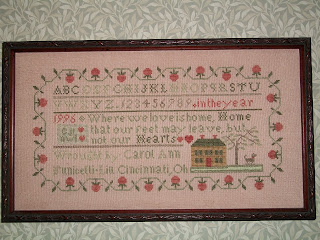 ABCDEFGHIJKLMNOPQRSTU
VWXYZ 123456789 in the year
1996 Where we love is home, Home
that our feet may leave, but
not our Hearts
Wrought by Carol Ann
Cincinnati, Oh